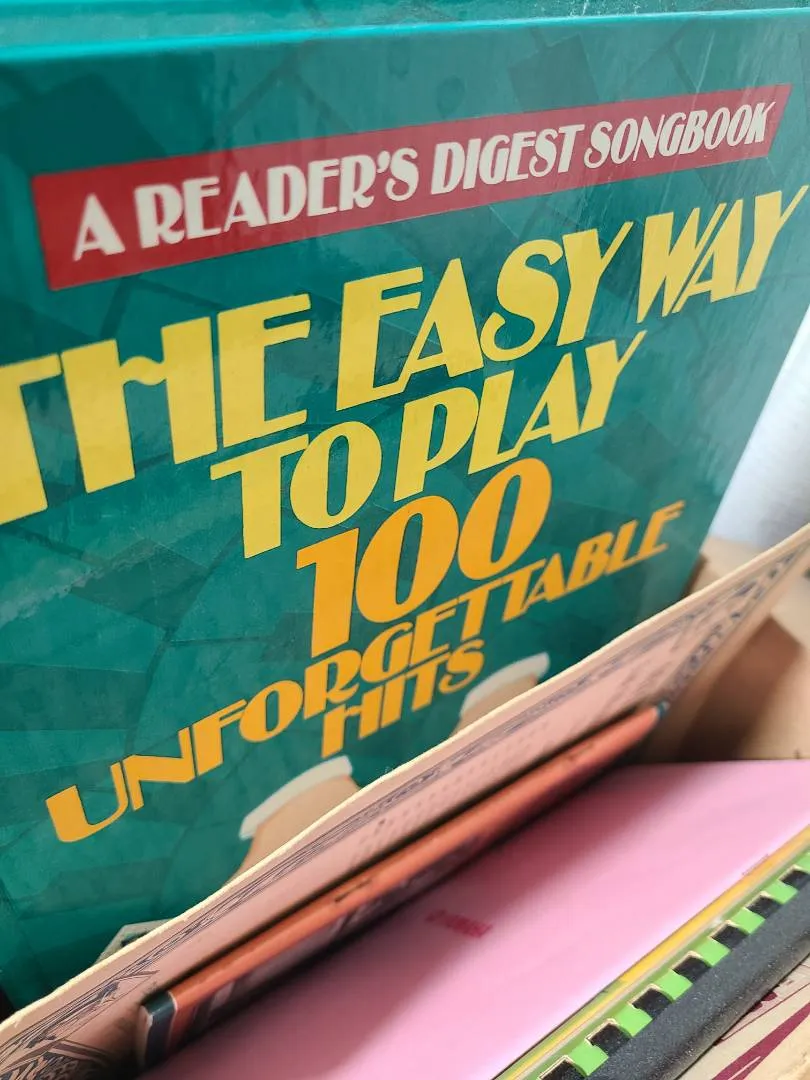 A READER'S DIGEST SONGBOOK
THE EASY WAY
TO PLAY
100
UNFORGETTABLE
HITS